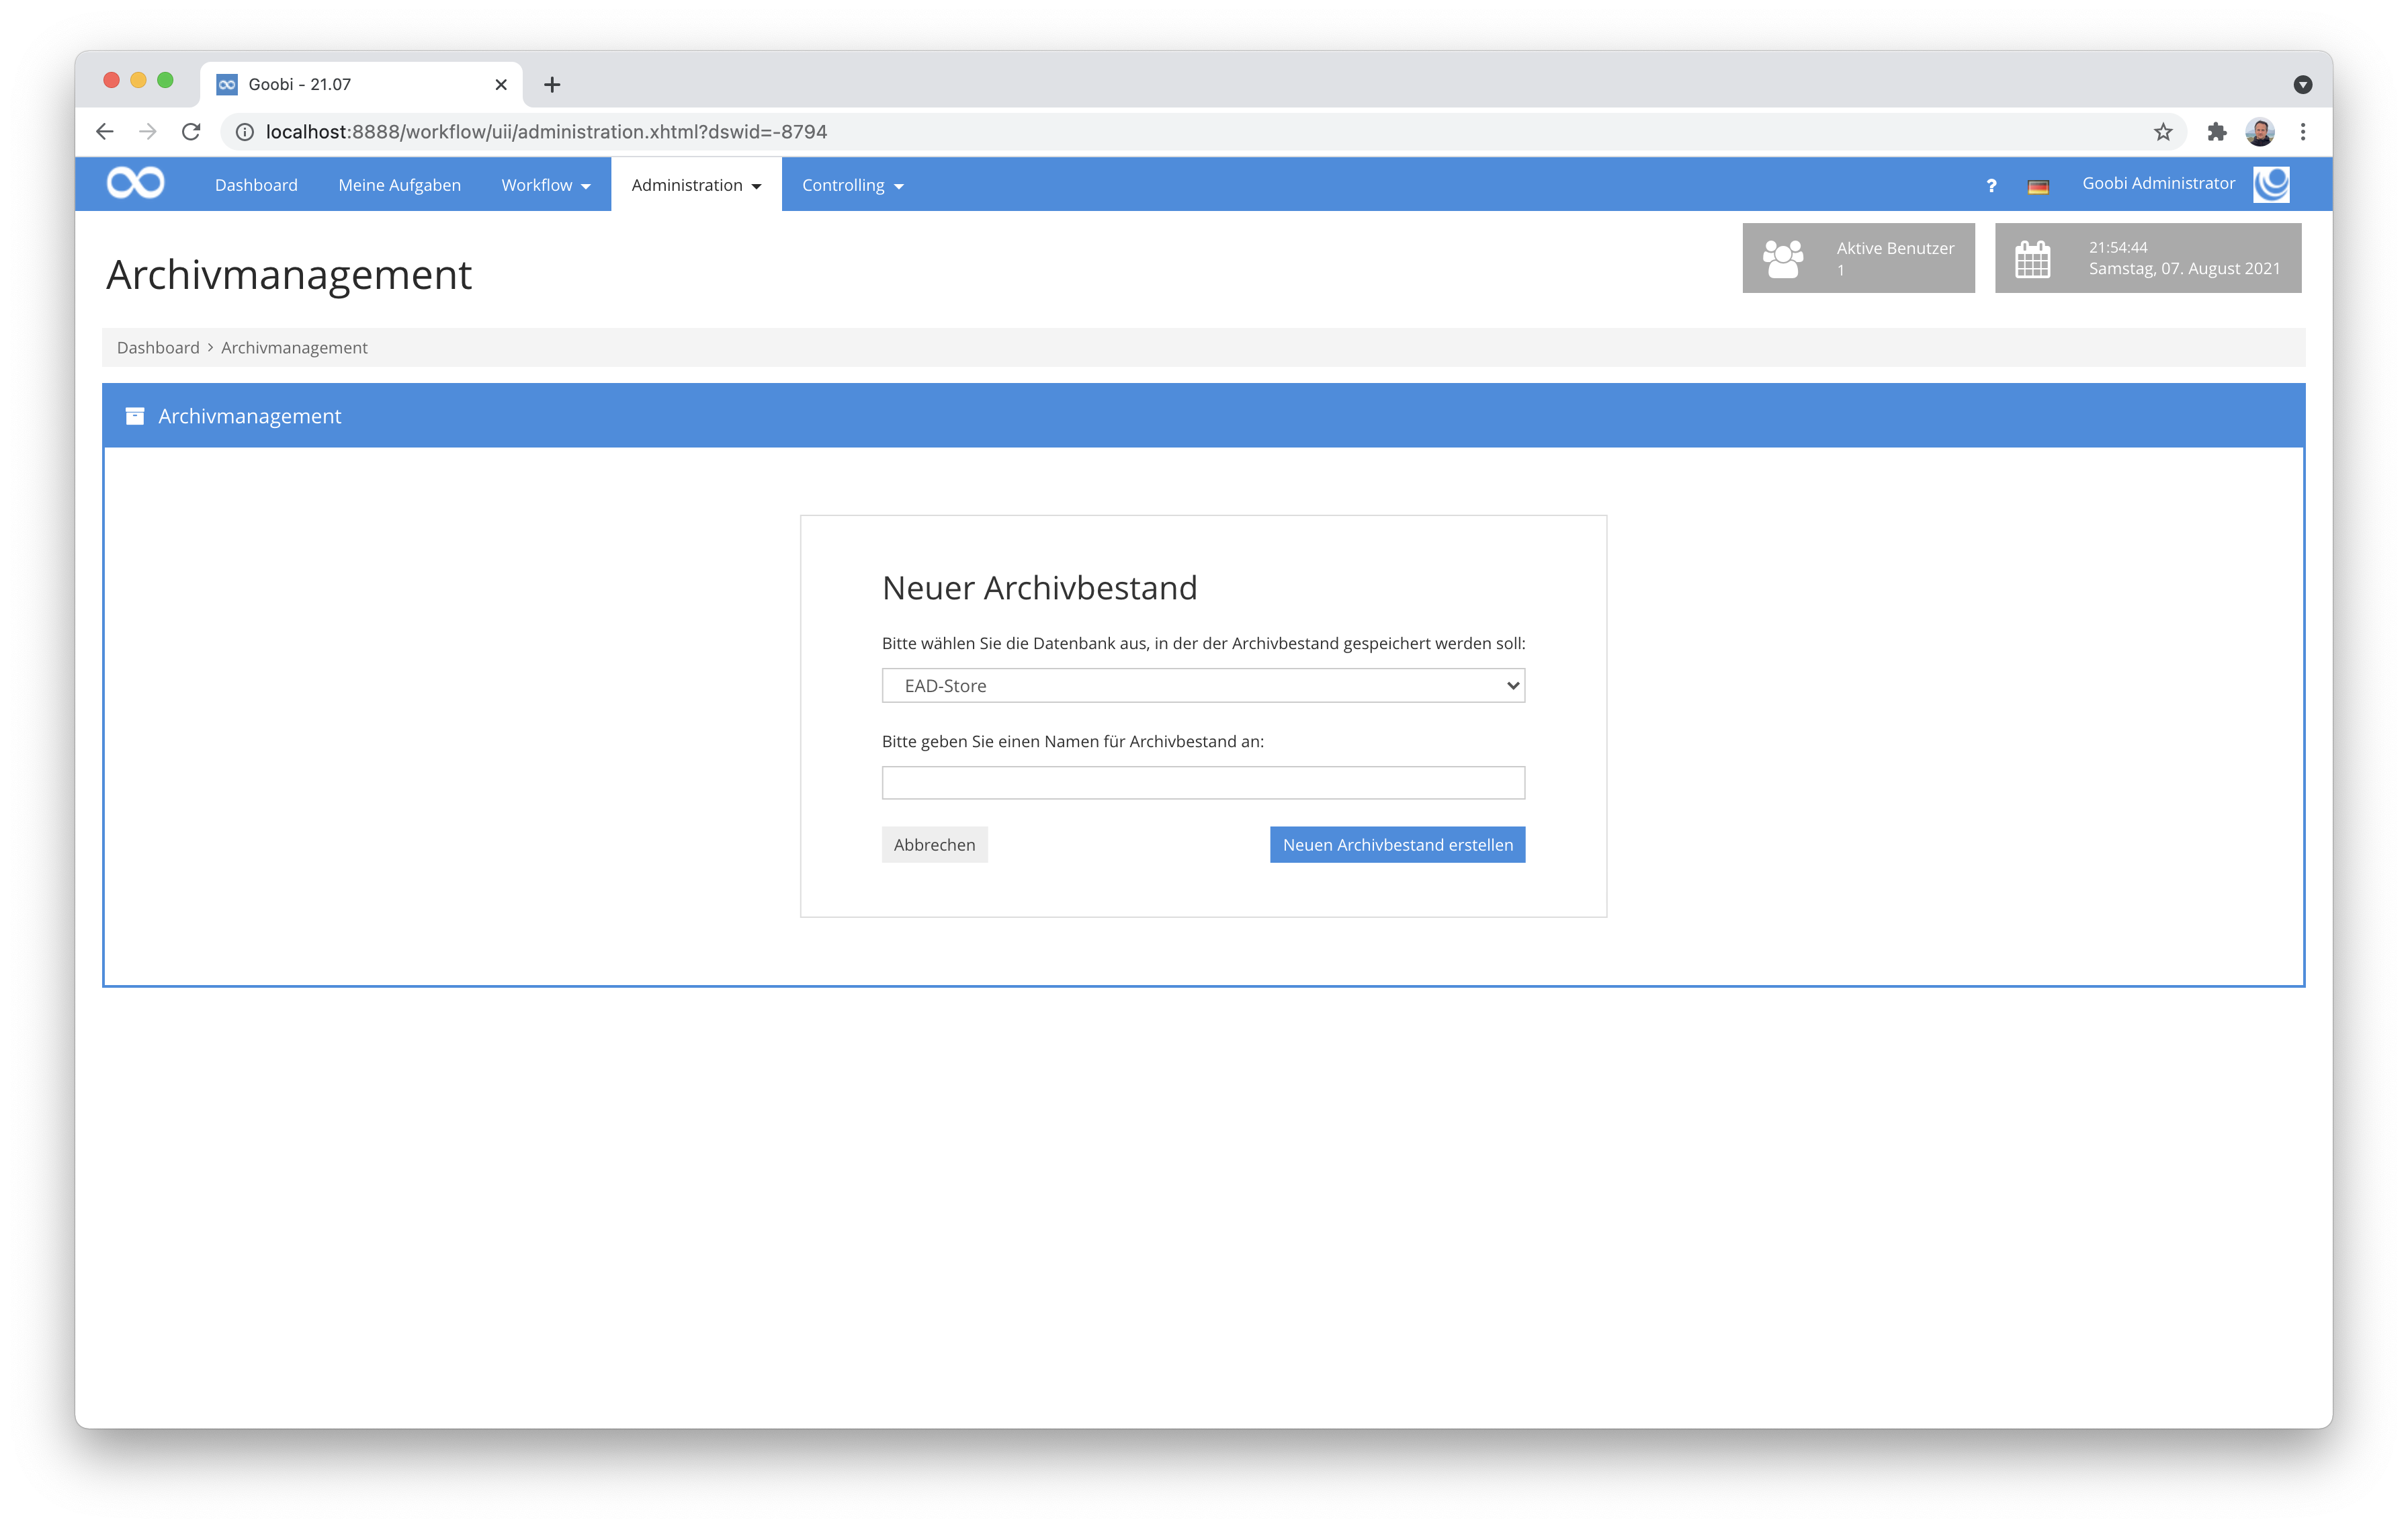 Goobi - 21.07
localhost:8888/workflow/uii/administration.xhtml?dswid=-8794
Dashboard Meine Aufgaben Workflow Administration Controlling ? Goobi Administrator
Archivmanagement
Aktive Benutzer
1
21:54:44
Samstag, 07. August 2021
Dashboard > Archivmanagement
Archivmanagement
Neuer Archivbestand
Bitte wählen Sie die Datenbank aus, in der der Archivbestand gespeichert werden soll:
EAD-Store
Bitte geben Sie einen Namen für Archivbestand an:
Abbrechen Neuen Archivbestand erstellen